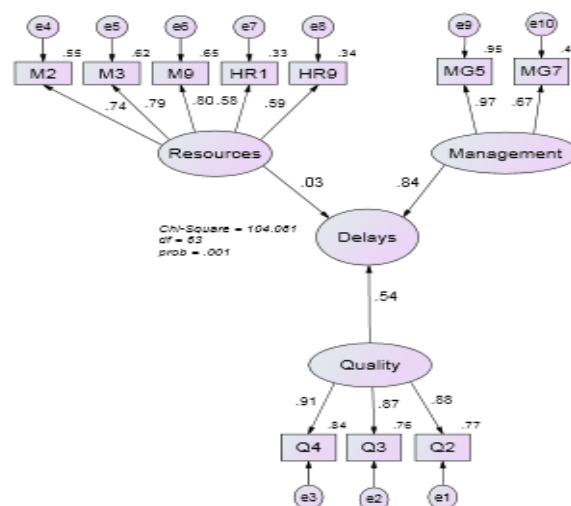 e4 e5 e6 e7 e8 e9 e10
.55 .62 .65 .33 .34 .95 .4
M2 M3 M9 HR1 HR9 MG5 MG7
.74 .79 .80 .58 .59 .97 .67
Resources Management
.03 .84
Chi-Square = 104.061
df = 63
prob = .001
Delays
.54
Quality
.91 .87 .88
.84 .76 .77
Q4 Q3 Q2
e3 e2 e1